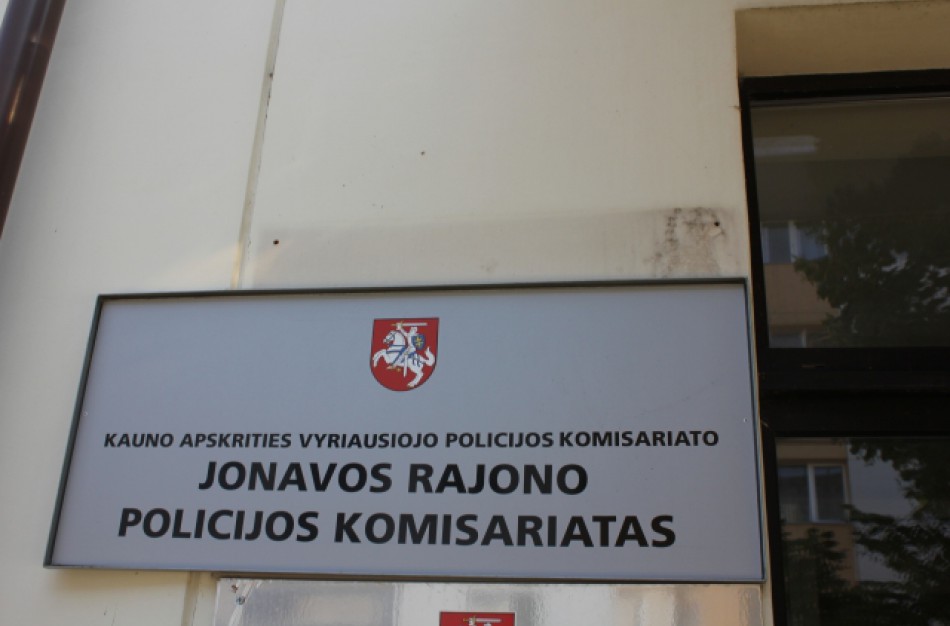 KAUNO APSKRITIES VYRIAUSIOJO POLICIJOS KOMISARIATO
JONAVOS RAJONO
POLICIJOS KOMISARIATAS